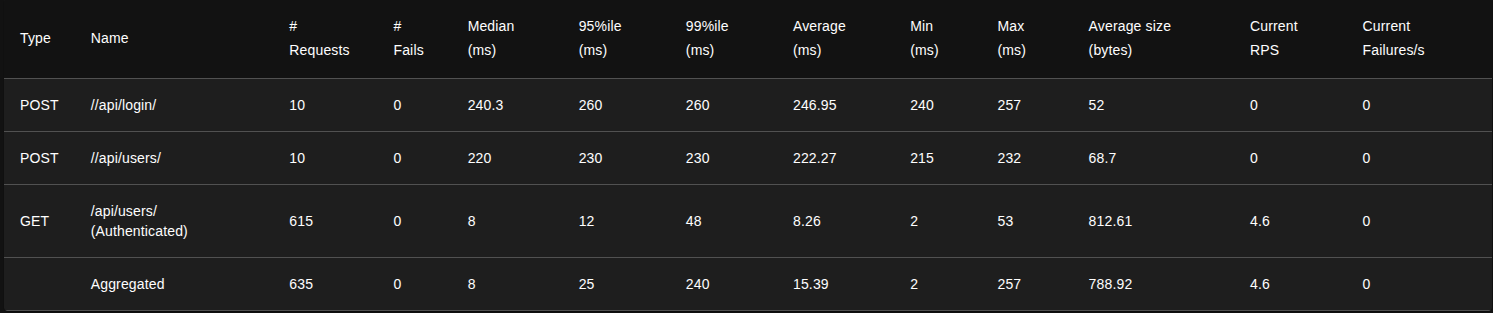 Type Name # Requests # Fails Median (ms) 95%ile (ms) 99%ile (ms) Average (ms) Min (ms) Max (ms) Average size (bytes) Current RPS Current Failures/s
POST //api/login/ 10 0 240.3 260 260 246.95 240 257 52 0 0
POST //api/users/ 10 0 220 230 230 222.27 215 232 68.7 0 0
GET /api/users/ (Authenticated) 615 0 8 12 48 8.26 2 53 812.61 4.6 0
Aggregated 635 0 8 25 240 15.39 2 257 788.92 4.6 0